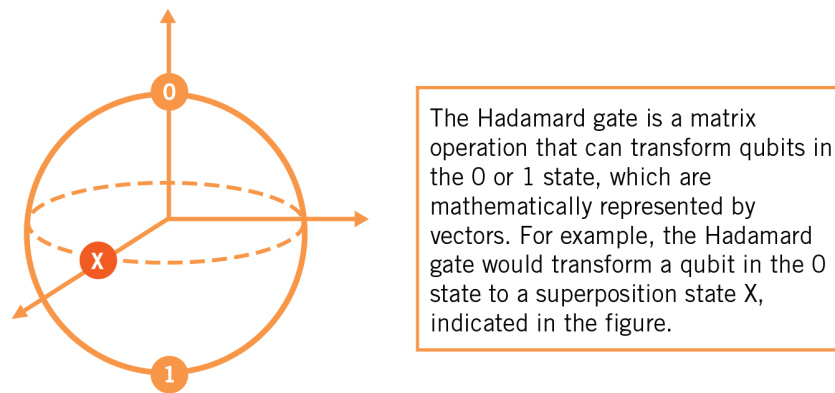 0
X
1
The Hadamard gate is a matrix
operation that can transform qubits in
the 0 or 1 state, which are
mathematically represented by
vectors. For example, the Hadamard
gate would transform a qubit in the 0
state to a superposition state X,
indicated in the figure.